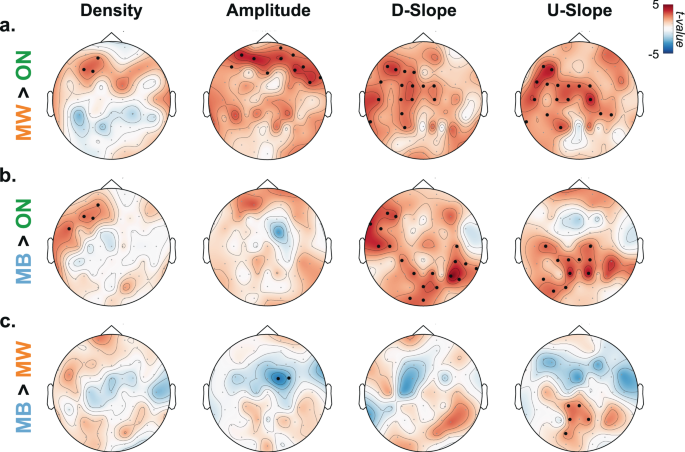 Density Amplitude D-Slope U-Slope
5
t-value
-5
a.
MW > ON
b.
MB > ON
c.
MB > MW